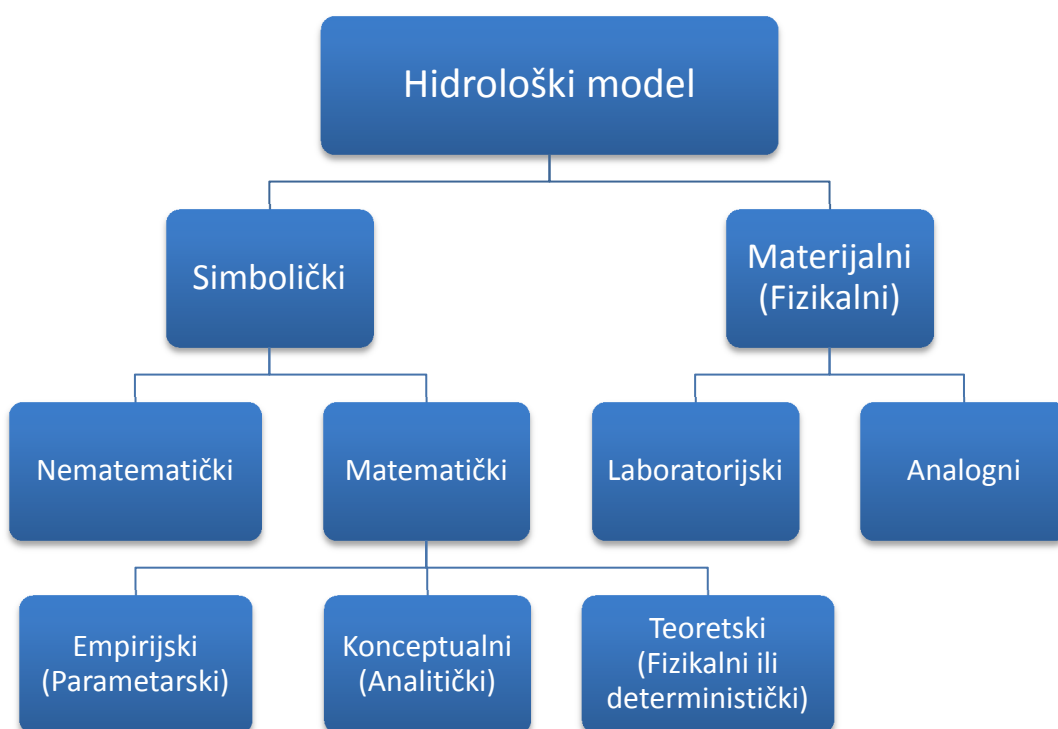 Hidrološki model
Simbolički
Materijalni
(Fizikalni)
Nematematički
Matematički
Laboratorijski
Analogni
Empirijski
(Parametarski)
Konceptualni
(Analitički)
Teoretski
(Fizikalni ili
deterministički)